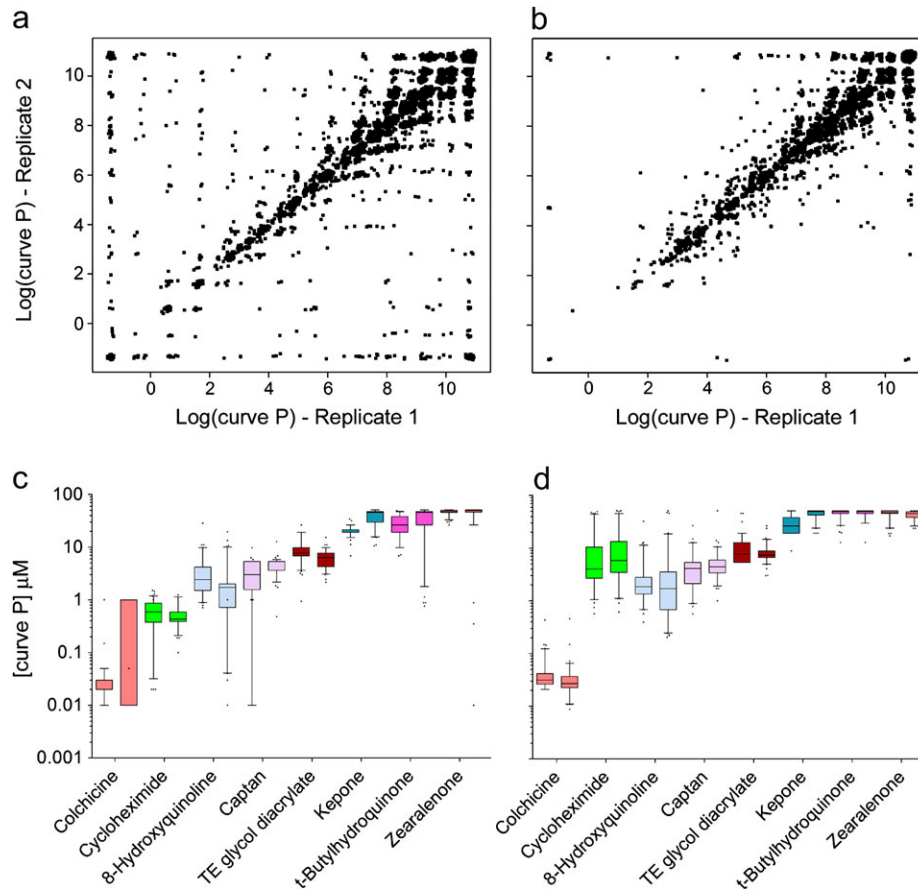 a
b
Log(curve P) - Replicate 2
10
8
6
4
2
0
0 2 4 6 8 10
0 2 4 6 8 10
Log(curve P) - Replicate 1
Log(curve P) - Replicate 1
c
d
[curve P] μM
100
10
1
0.1
0.01
0.001
Colchicine
Cycloheximide
8-Hydroxyquinoline
Captan
TE glycol diacrylate
Kepone
t-Butylhydroquinone
Zearalenone
Colchicine
Cycloheximide
8-Hydroxyquinoline
Captan
TE glycol diacrylate
Kepone
t-Butylhydroquinone
Zearalenone